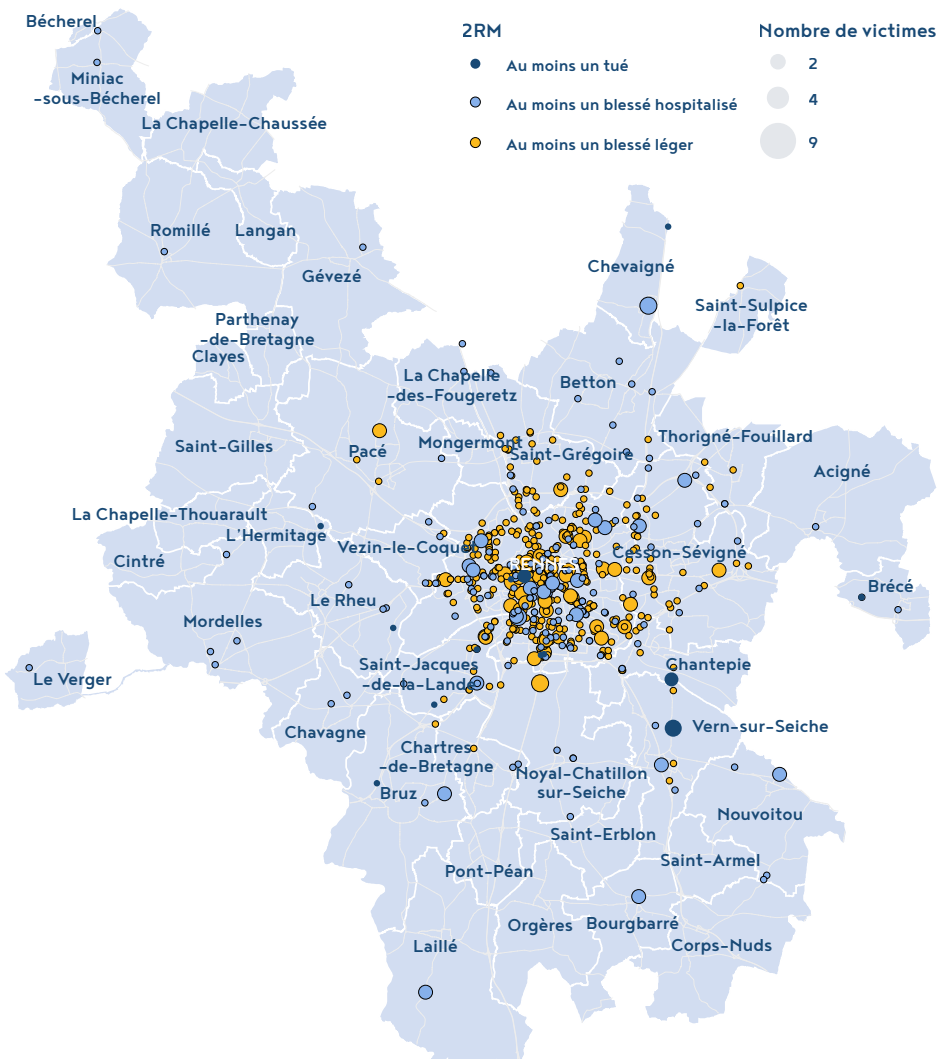 2RM
Au moins un tué
Au moins un blessé hospitalisé
Au moins un blessé léger
Nombre de victimes
2
4
9
Bécherel
Miniac
-sous-Bécherel
La Chapelle-Chaussée
Romillé
Langan
Gévezé
Chevaigné
Saint-Sulpice
-la-Forêt
Parthenay
-de-Bretagne
Clayes
La Chapelle
-des-Fougeretz
Betton
Saint-Gilles
Pacé
Mongermont
Saint-Grégoire
Thorigné-Fouillard
Acigné
La Chapelle-Thouarault
L'Hermitage
Cintré
Vezin-le-Coquet
Cesson-Sévigné
RENNES
Brécé
Le Rheu
Mordelles
Le Verger
Saint-Jacques
-de-la-Lande
Chantepie
Chavagne
Vern-sur-Seiche
Chartres
-de-Bretagne
Noyal-Chatillon
sur-Seiche
Bruz
Nouvoitou
Saint-Erblon
Saint-Armel
Pont-Péan
Orgères
Bourgbarré
Corps-Nuds
Laillé